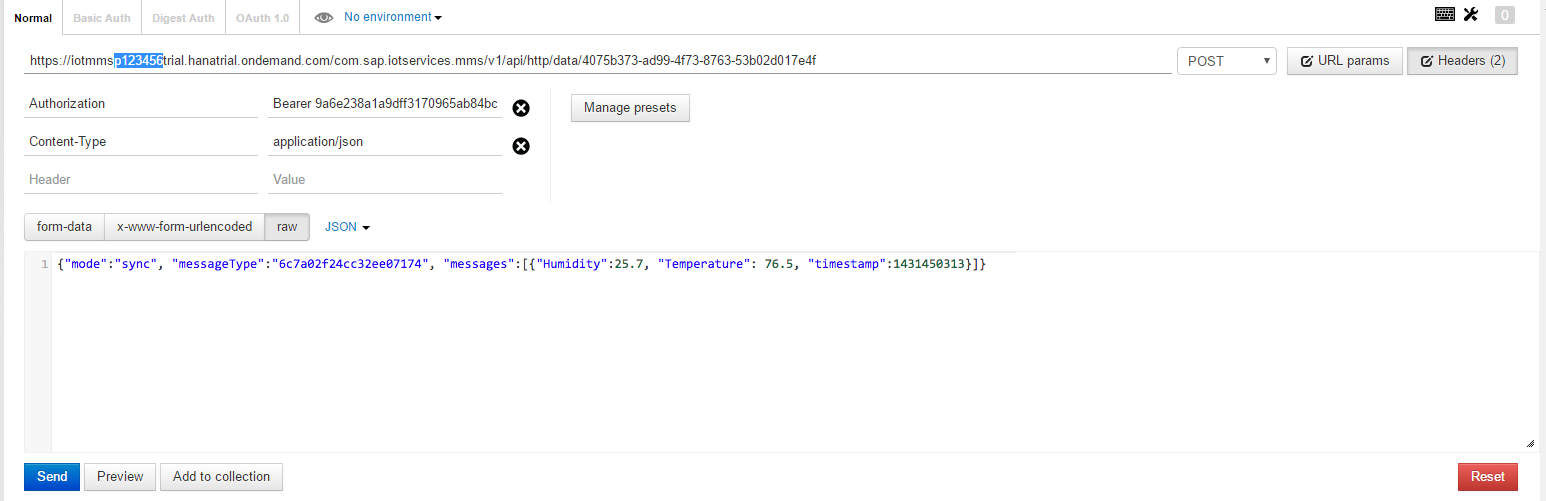 Normal Basic Auth Digest Auth OAuth 1.0 No environment 0
https://iotmmsp123456trial.hanatrial.ondemand.com/com.sap.iotservices.mms/v1/api/http/data/4075b373-ad99-4f73-8763-53b02d017e4f POST URL params Headers (2)
Authorization Bearer 9a6e238a1a9dff3170965ab84bc Manage presets
Content-Type application/json
Header Value
form-data x-www-form-urlencoded raw JSON
1 {"mode":"sync", "messageType":"6c7a02f24cc32ee07174", "messages":[{"Humidity":25.7, "Temperature": 76.5, "timestamp":1431450313}]}
Send Preview Add to collection Reset